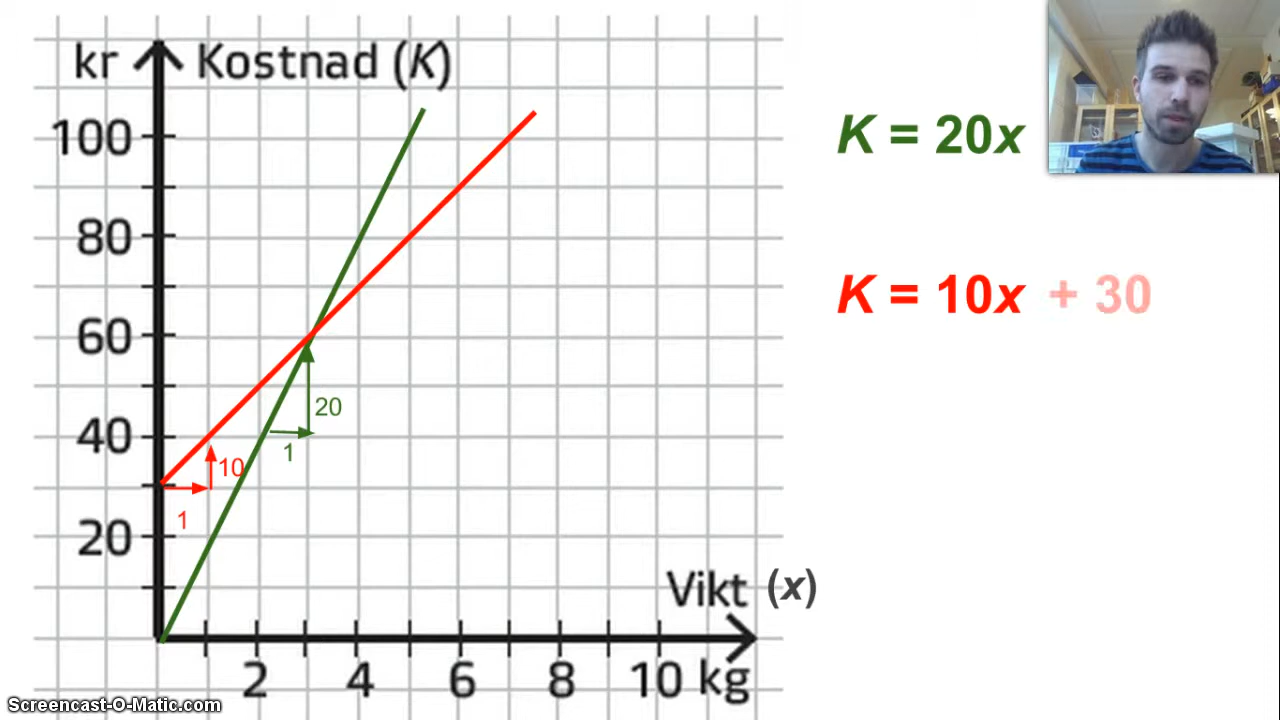 kr Kostnad (K)
100
80
60
40
20
20
1
10
1
K = 20x
K = 10x + 30
Vikt (x)
2 4 6 8 10 kg
Screencast-O-Matic.com